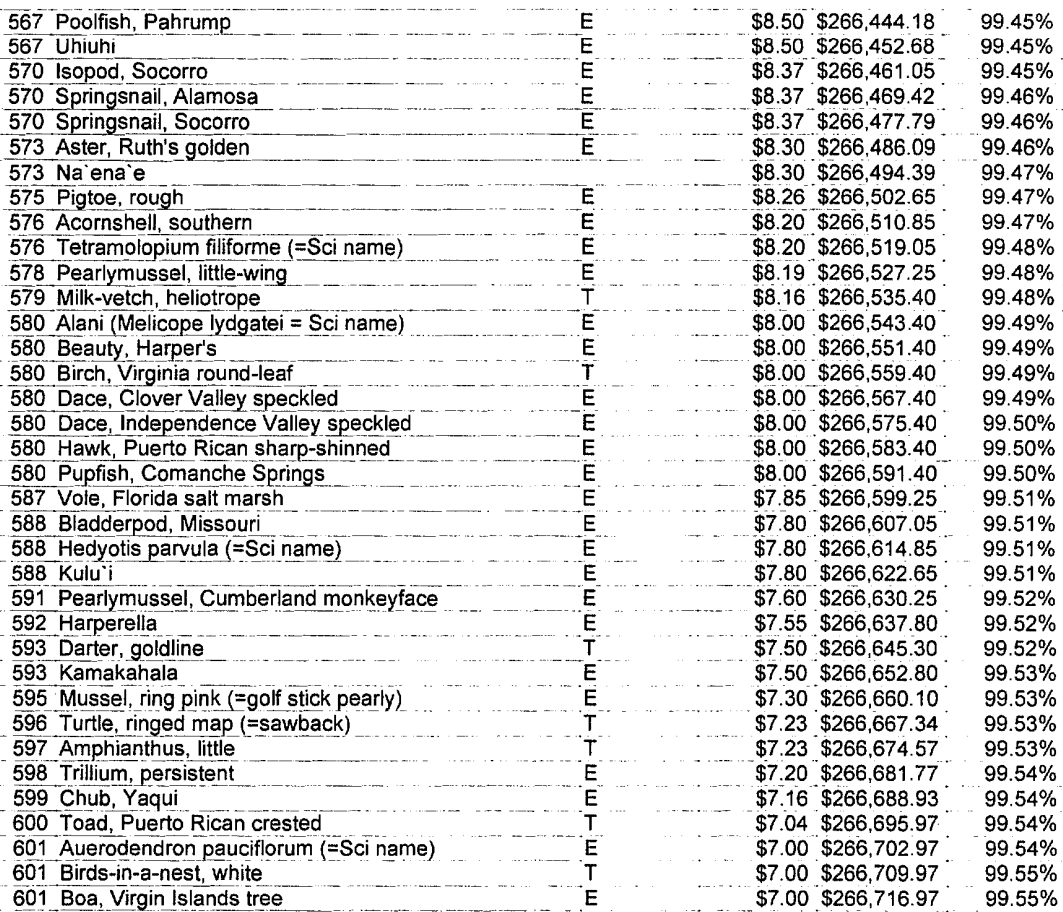 567 Poolfish, Pahrump E $8.50 $266,444.18 99.45%
567 Uhiuhi E $8.50 $266,452.68 99.45%
570 Isopod, Socorro E $8.37 $266,461.05 99.45%
570 Springsnail, Alamosa E $8.37 $266,469.42 99.46%
570 Springsnail, Socorro E $8.37 $266,477.79 99.46%
573 Aster, Ruth's golden E $8.30 $266,486.09 99.46%
573 Na`ena`e $8.30 $266,494.39 99.47%
575 Pigtoe, rough E $8.26 $266,502.65 99.47%
576 Acornshell, southern E $8.20 $266,510.85 99.47%
576 Tetramolopium filiforme (=Sci name) E $8.20 $266,519.05 99.48%
578 Pearlymussel, little-wing E $8.19 $266,527.25 99.48%
579 Milk-vetch, heliotrope T $8.16 $266,535.40 99.48%
580 Alani (Melicope lydgatei = Sci name) E $8.00 $266,543.40 99.49%
580 Beauty, Harper's E $8.00 $266,551.40 99.49%
580 Birch, Virginia round-leaf T $8.00 $266,559.40 99.49%
580 Dace, Clover Valley speckled E $8.00 $266,567.40 99.49%
580 Dace, Independence Valley speckled E $8.00 $266,575.40 99.50%
580 Hawk, Puerto Rican sharp-shinned E $8.00 $266,583.40 99.50%
580 Pupfish, Comanche Springs E $8.00 $266,591.40 99.50%
587 Vole, Florida salt marsh E $7.85 $266,599.25 99.51%
588 Bladderpod, Missouri E $7.80 $266,607.05 99.51%
588 Hedyotis parvula (=Sci name) E $7.80 $266,614.85 99.51%
588 Kulu`i E $7.80 $266,622.65 99.51%
591 Pearlymussel, Cumberland monkeyface E $7.60 $266,630.25 99.52%
592 Harperella E $7.55 $266,637.80 99.52%
593 Darter, goldline T $7.50 $266,645.30 99.52%
593 Kamakahala E $7.50 $266,652.80 99.53%
595 Mussel, ring pink (=golf stick pearly) E $7.30 $266,660.10 99.53%
596 Turtle, ringed map (=sawback) T $7.23 $266,667.34 99.53%
597 Amphianthus, little T $7.23 $266,674.57 99.53%
598 Trillium, persistent E $7.20 $266,681.77 99.54%
599 Chub, Yaqui E $7.16 $266,688.93 99.54%
600 Toad, Puerto Rican crested T $7.04 $266,695.97 99.54%
601 Auerodendron pauciflorum (=Sci name) E $7.00 $266,702.97 99.54%
601 Birds-in-a-nest, white T $7.00 $266,709.97 99.55%
601 Boa, Virgin Islands tree E $7.00 $266,716.97 99.55%